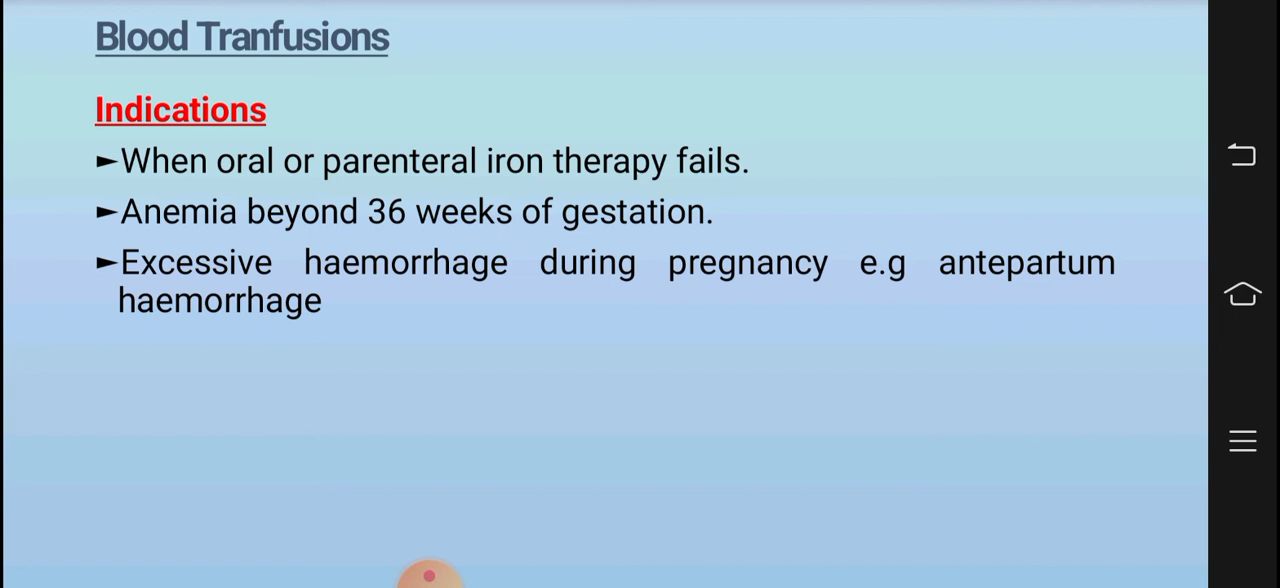 Blood Tranfusions
Indications
►When oral or parenteral iron therapy fails.
►Anemia beyond 36 weeks of gestation.
►Excessive haemorrhage during pregnancy e.g antepartum
haemorrhage